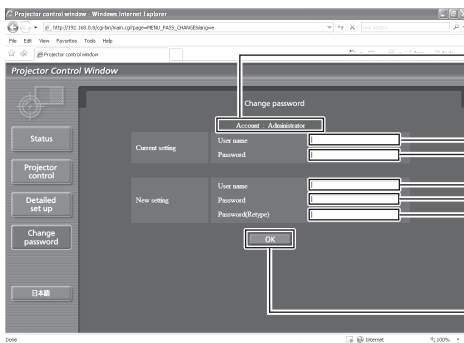 Projector control window - Windows Internet Explorer
http://192.168.0.8/cgi-bin/main.cgi?page=MENU_PASS_CHANGE&lang=e
Live Search
File Edit View Favorites Tools Help
Projector control window
Projector Control Window
Change password
Account : Administrator
Current setting
User name
Password
New setting
User name
Password
Password(Retype)
OK
Status
Projector
control
Detailed
set up
Change
password
日本語
Done
Internet
100%